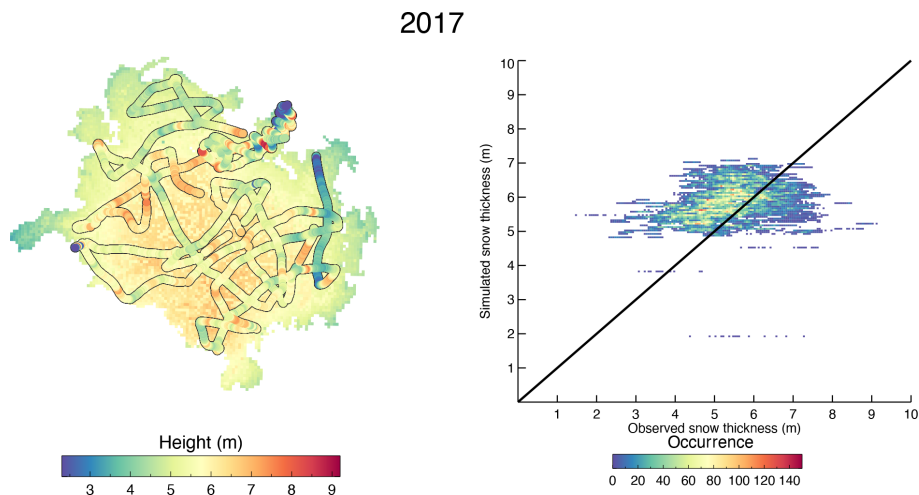 2017
Height (m)
3 4 5 6 7 8 9
Simulated snow thickness (m)
10
9
8
7
6
5
4
3
2
1
1 2 3 4 5 6 7 8 9 10
Observed snow thickness (m)
Occurrence
0 20 40 60 80 100 120 140